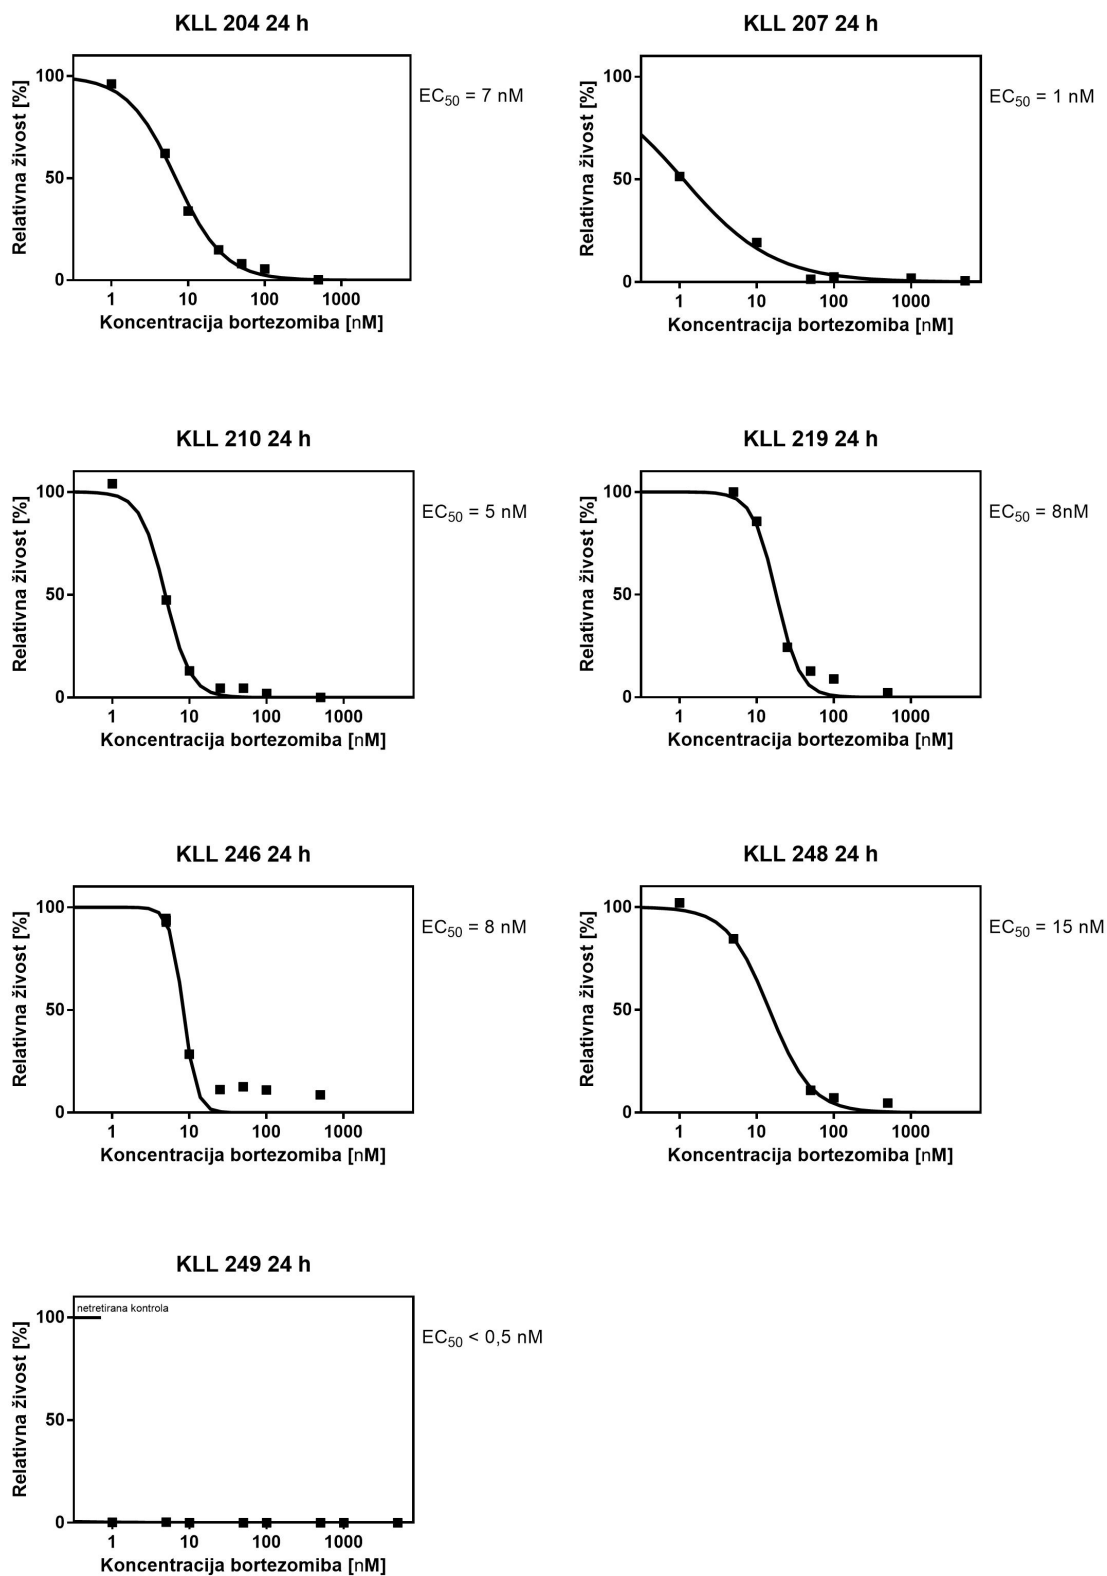 KLL 204 24 h
Relativna živost [%]
100
50
0
1 10 100 1000
Koncentracija bortezomiba [nM]
EC50 = 7 nM
KLL 207 24 h
Relativna živost [%]
100
50
0
1 10 100 1000
Koncentracija bortezomiba [nM]
EC50 = 1 nM
KLL 210 24 h
Relativna živost [%]
100
50
0
1 10 100 1000
Koncentracija bortezomiba [nM]
EC50 = 5 nM
KLL 219 24 h
Relativna živost [%]
100
50
0
1 10 100 1000
Koncentracija bortezomiba [nM]
EC50 = 8nM
KLL 246 24 h
Relativna živost [%]
100
50
0
1 10 100 1000
Koncentracija bortezomiba [nM]
EC50 = 8 nM
KLL 248 24 h
Relativna živost [%]
100
50
0
1 10 100 1000
Koncentracija bortezomiba [nM]
EC50 = 15 nM
KLL 249 24 h
Relativna živost [%]
100
50
0
netretirana kontrola
1 10 100 1000
Koncentracija bortezomiba [nM]
EC50 < 0,5 nM